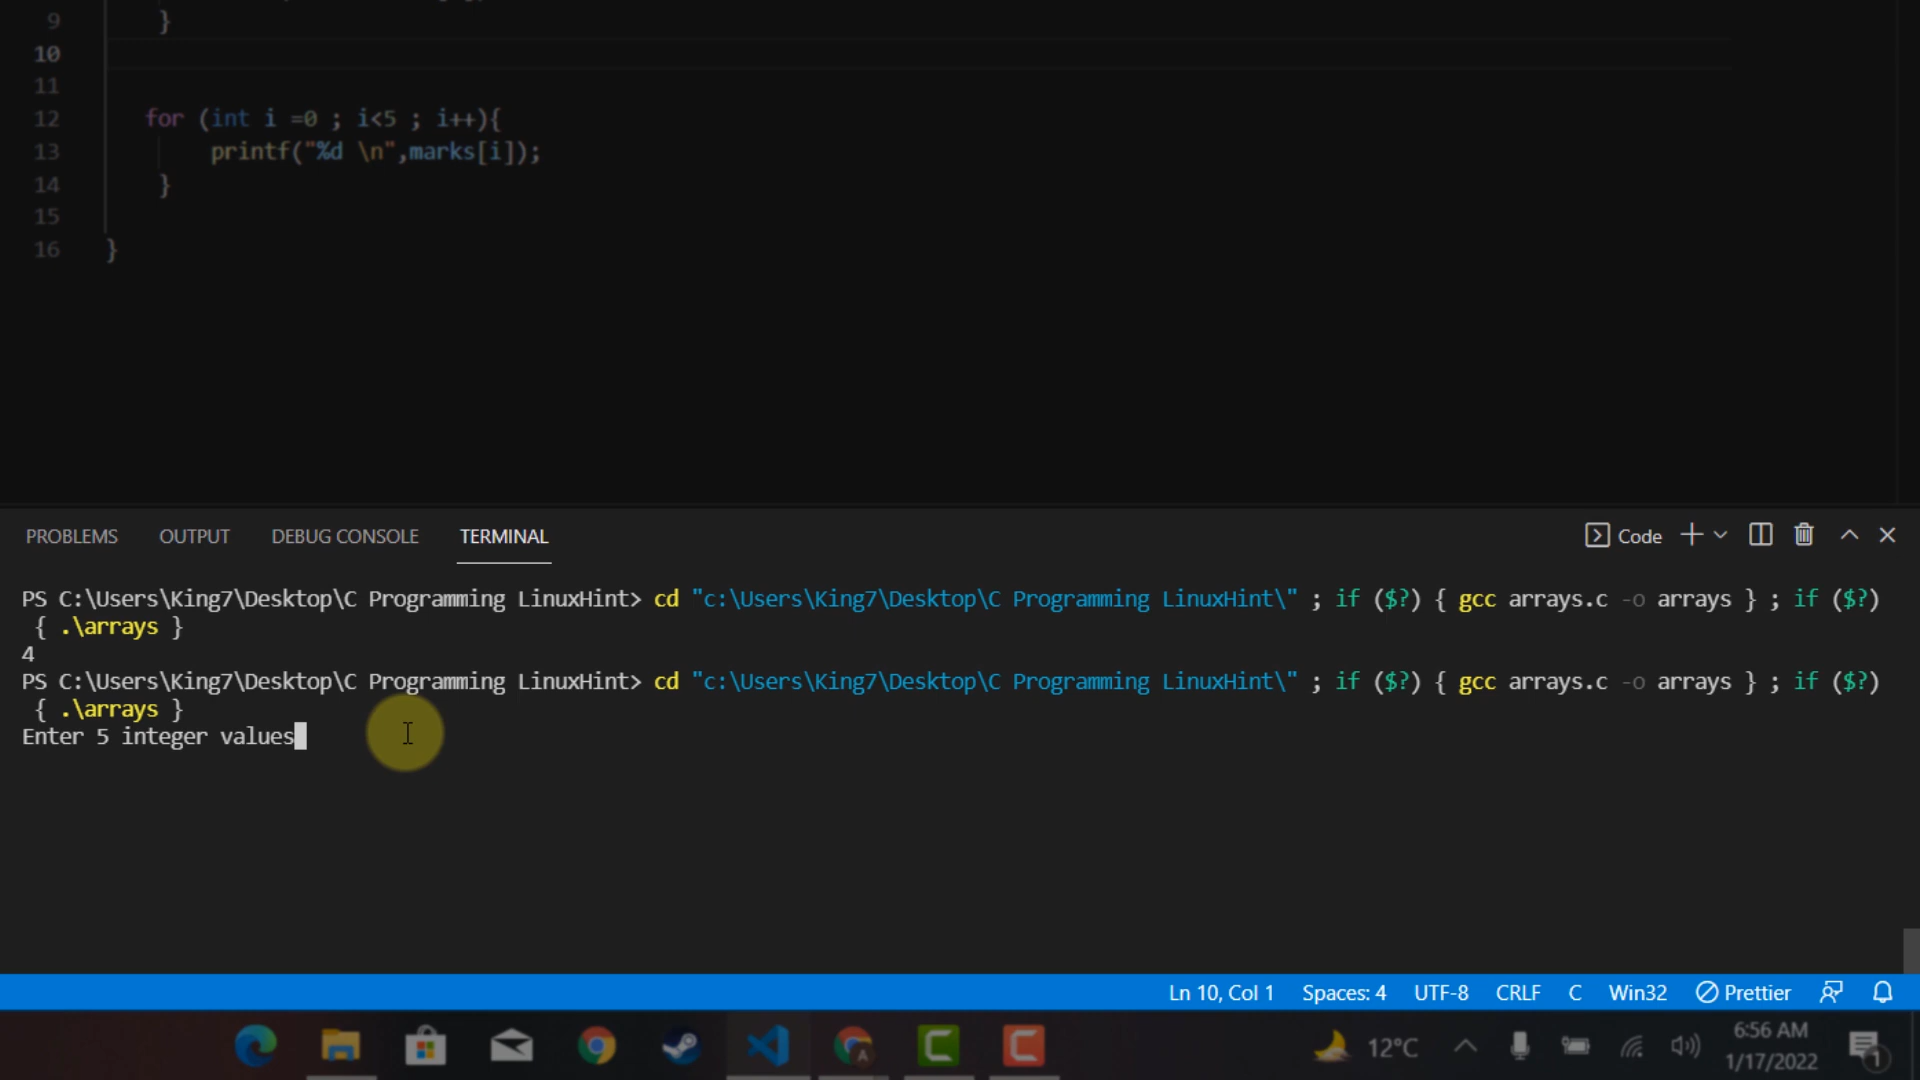 9 }
10
11
12 for (int i =0 ; i<5 ; i++){
13 printf("%d \n",marks[i]);
14 }
15
16 }
PROBLEMS OUTPUT DEBUG CONSOLE TERMINAL Code
PS C:\Users\King7\Desktop\C Programming LinuxHint> cd "c:\Users\King7\Desktop\C Programming LinuxHint\" ; if ($?) { gcc arrays.c -o arrays } ; if ($?)
{ .\arrays }
4
PS C:\Users\King7\Desktop\C Programming LinuxHint> cd "c:\Users\King7\Desktop\C Programming LinuxHint\" ; if ($?) { gcc arrays.c -o arrays } ; if ($?)
{ .\arrays }
Enter 5 integer values
Ln 10, Col 1 Spaces: 4 UTF-8 CRLF C Win32 Prettier
12°C 6:56 AM
1/17/2022 1